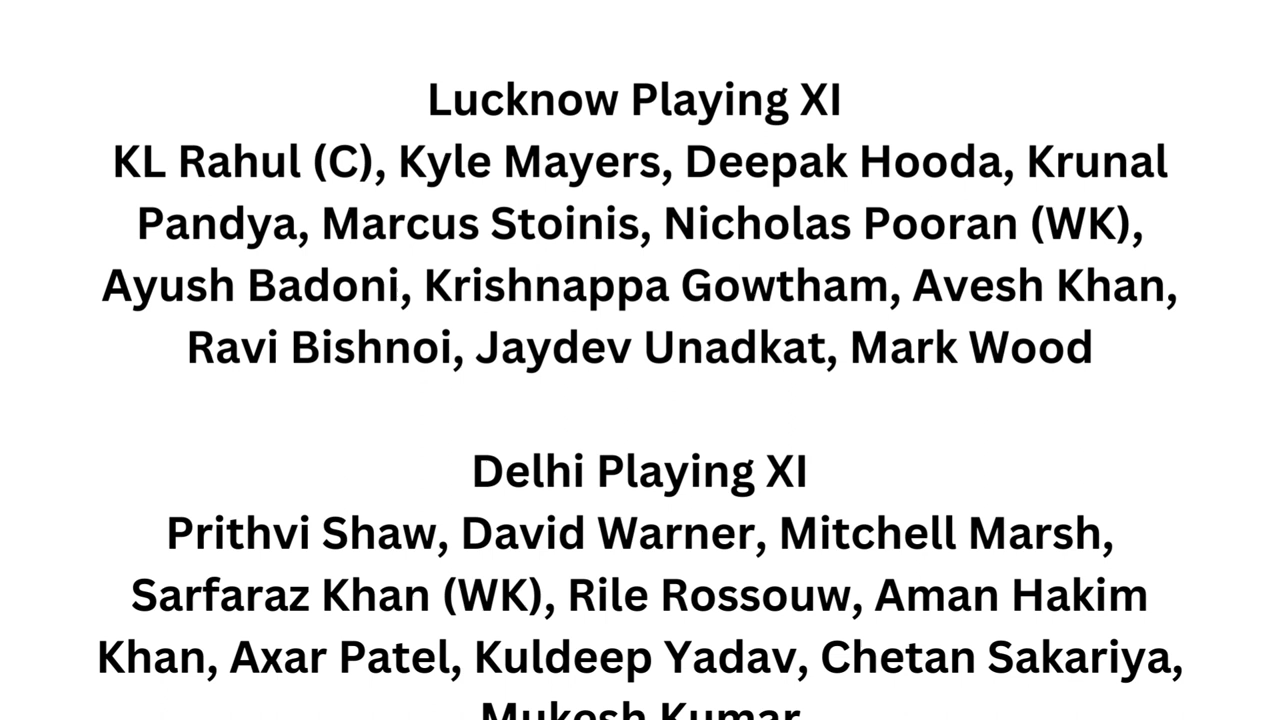 Lucknow Playing XI
KL Rahul (C), Kyle Mayers, Deepak Hooda, Krunal
Pandya, Marcus Stoinis, Nicholas Pooran (WK),
Ayush Badoni, Krishnappa Gowtham, Avesh Khan,
Ravi Bishnoi, Jaydev Unadkat, Mark Wood
Delhi Playing XI
Prithvi Shaw, David Warner, Mitchell Marsh,
Sarfaraz Khan (WK), Rile Rossouw, Aman Hakim
Khan, Axar Patel, Kuldeep Yadav, Chetan Sakariya,
Mukesh Kumar